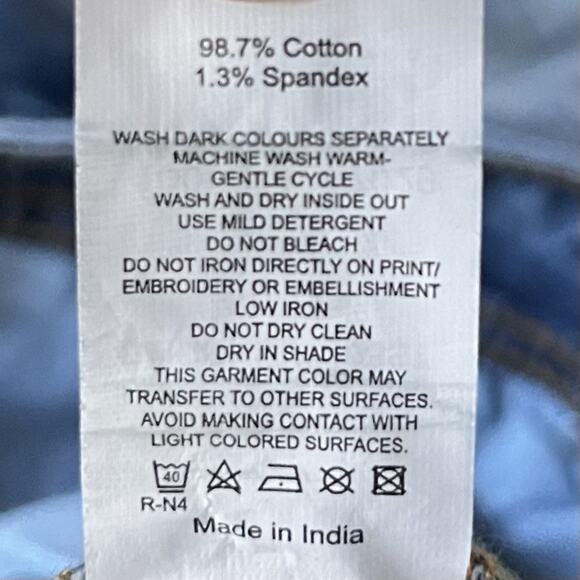 98.7% Cotton
1.3% Spandex
WASH DARK COLOURS SEPARATELY
MACHINE WASH WARM-
GENTLE CYCLE
WASH AND DRY INSIDE OUT
USE MILD DETERGENT
DO NOT BLEACH
DO NOT IRON DIRECTLY ON PRINT/
EMBROIDERY OR EMBELLISHMENT
LOW IRON
DO NOT DRY CLEAN
DRY IN SHADE
THIS GARMENT COLOR MAY
TRANSFER TO OTHER SURFACES.
AVOID MAKING CONTACT WITH
LIGHT COLORED SURFACES.
40
R-N4
Made in India